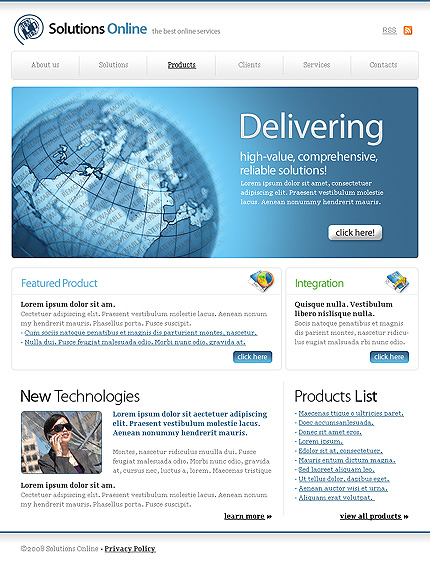 Solutions Online the best online services
RSS
About us Solutions Products Clients Services Contacts
Delivering
high-value, comprehensive,
reliable solutions!
Lorem ipsum dolor sit amet, consectetuer
adipiscing elit. Praesent vestibulum molestie
lacus. Aenean nonummy hendrerit mauris.
click here!
Featured Product
Lorem ipsum dolor sit am.
Cectetuer adipiscing elit. Praesent vestibulum molestie lacus. Aenean nonum
my hendrerit mauris. Phasellus porta. Fusce suscipit.
- Cum sociis natoque penatibus et magnis dis parturient montes, nascetur.
- Nulla dui. Fusce feugiat malesuada odio. Morbi nunc odio, gravida at.
click here
Integration
Quisque nulla. Vestibulum
libero nislisque nulla.
Socis natoque penatibus et magnis
dis parient montes, nascetur ridicu-
lus esuada malesuada odio. Morbi
click here
New Technologies
Lorem ipsum dolor sit aectetuer adipiscing
elit. Praesent vestibulum molestie lacus.
Aenean nonummy hendrerit mauris.
Montes, nascetur ridiculus muulla dui. Fusce
feugiat malesuada odio. Morbi nunc odio, gravida
at, cursus nec, luctus a, lorem. Maecenas tristique
Lorem ipsum dolor sit am.
Cectetuer adipiscing elit. Praesent vestibulum molestie lacus. Aenean nonum
my hendrerit mauris. Phasellus porta. Fusce suscipit.
learn more »
Products List
- Maecenas ttique o ultricies paret.
- Doec accumsanlesuada.
- Donec sit amet eros.
- Lorem ipsum.
- Edolor sit at, consectetuer.
- Mauris entum dictum magna.
- Sed laoreet aliquam leo.
- Ut tellus dolor, dapibus eget.
- Aenean auctor wisi et urna.
- Aliquam erat volutpat.
view all products »
©2008 Solutions Online • Privacy Policy